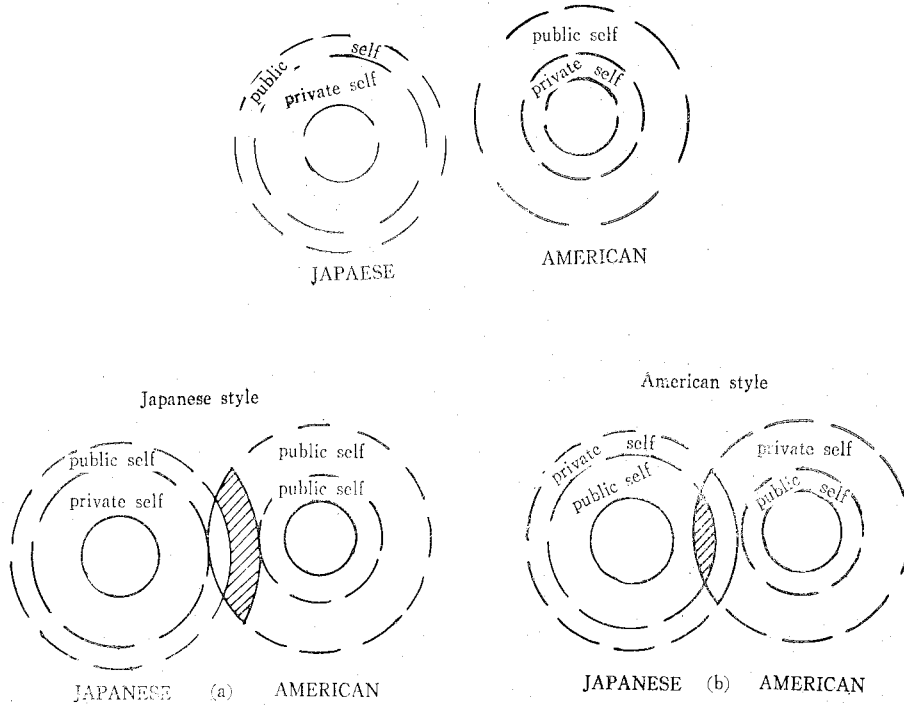 public self
private self
JAPAESE
public self
private self
AMERICAN
Japanese style
public self
private self
public self
public self
JAPANESE (a) AMERICAN
American style
private self
public self
private self
public self
JAPANESE (b) AMERICAN